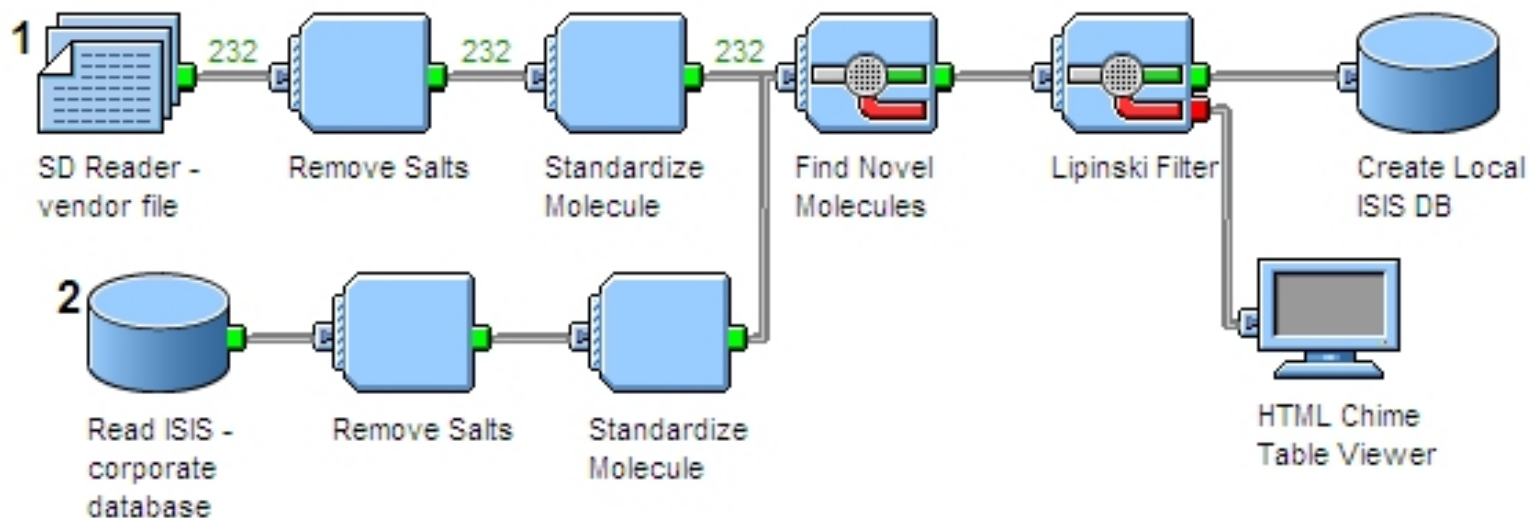 1
232
232
232
SD Reader -
vendor file
Remove Salts
Standardize
Molecule
Find Novel
Molecules
Lipinski Filter
Create Local
ISIS DB
2
Read ISIS -
corporate
database
Remove Salts
Standardize
Molecule
HTML Chime
Table Viewer